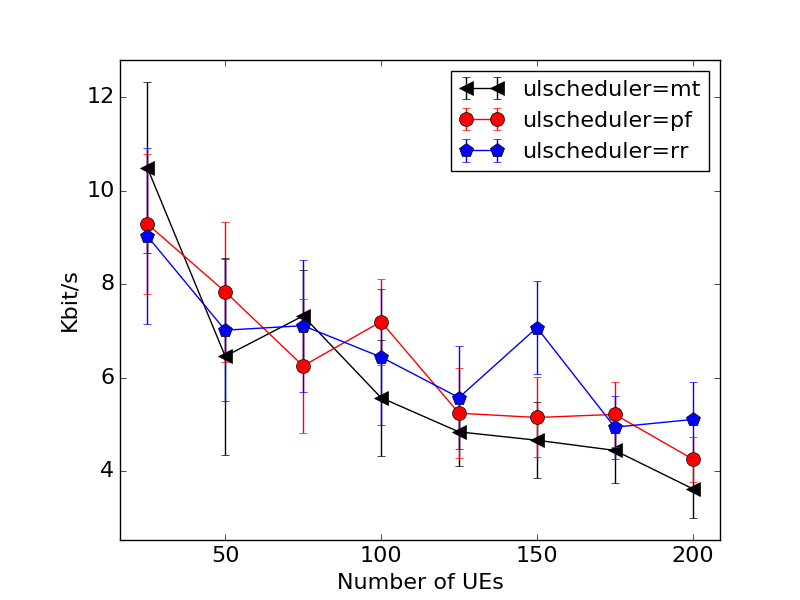 ulscheduler=mt
ulscheduler=pf
ulscheduler=rr
12
10
8
6
4
Kbit/s
50 100 150 200
Number of UEs